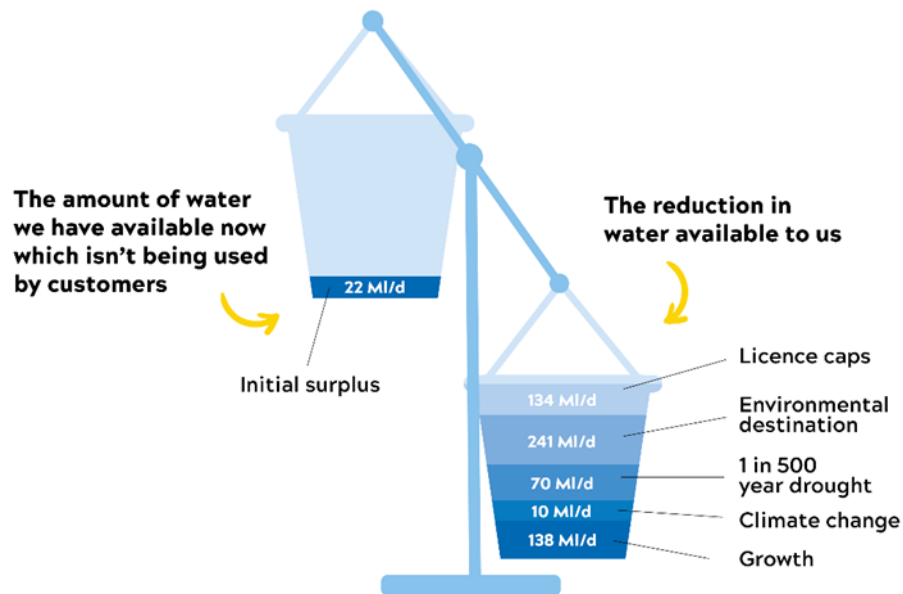 The amount of water
we have available now
which isn't being used
by customers
22 Ml/d
Initial surplus
The reduction in
water available to us
Licence caps
134 Ml/d
Environmental
destination
241 Ml/d
1 in 500
year drought
70 Ml/d
Climate change
10 Ml/d
Growth
138 Ml/d